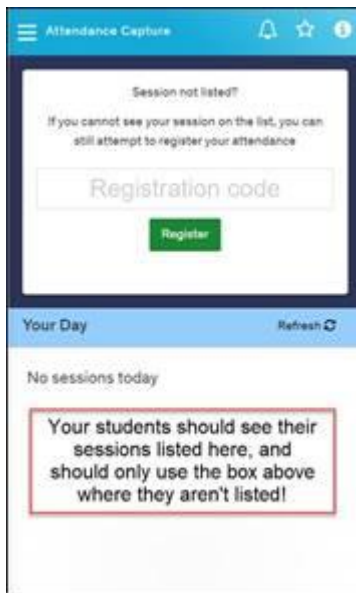 Attendance Capture
Session not listed?
If you cannot see your session on the list, you can
still attempt to register your attendance
Registration code
Register
Your Day
Refresh
No sessions today
Your students should see their
sessions listed here, and
should only use the box above
where they aren't listed!